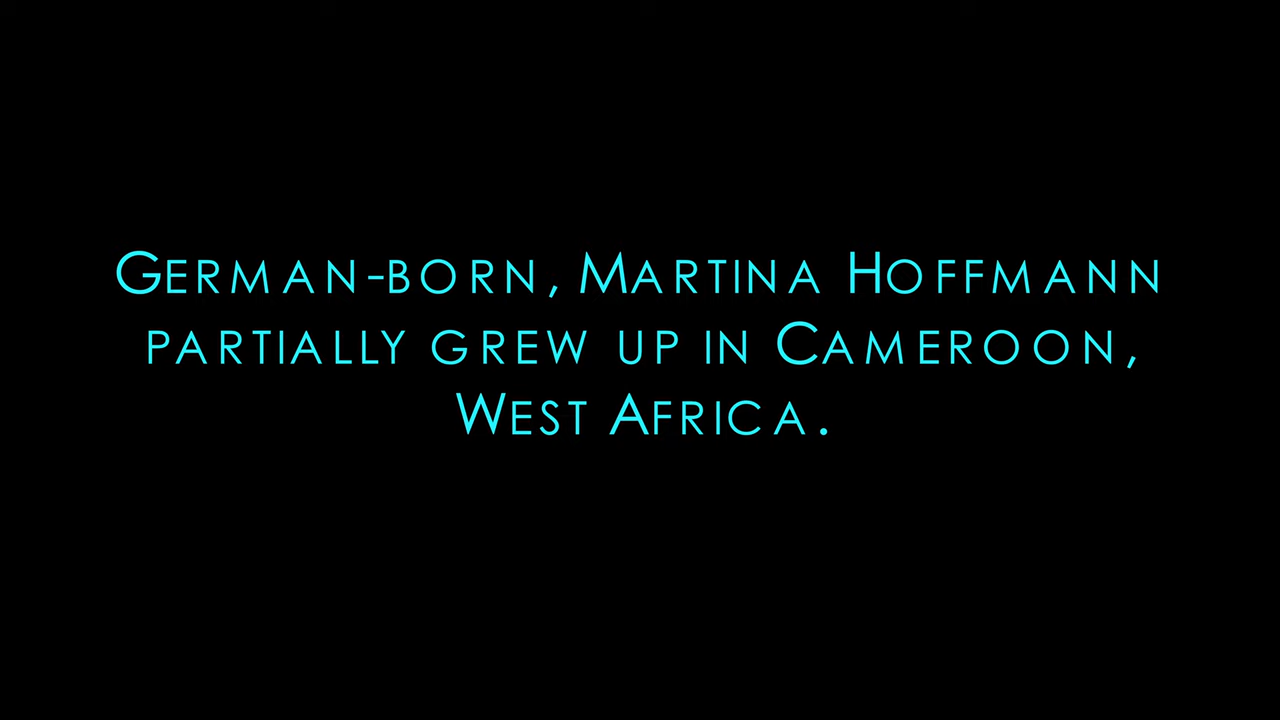 German-born, Martina Hoffmann
partially grew up in Cameroon,
West Africa.